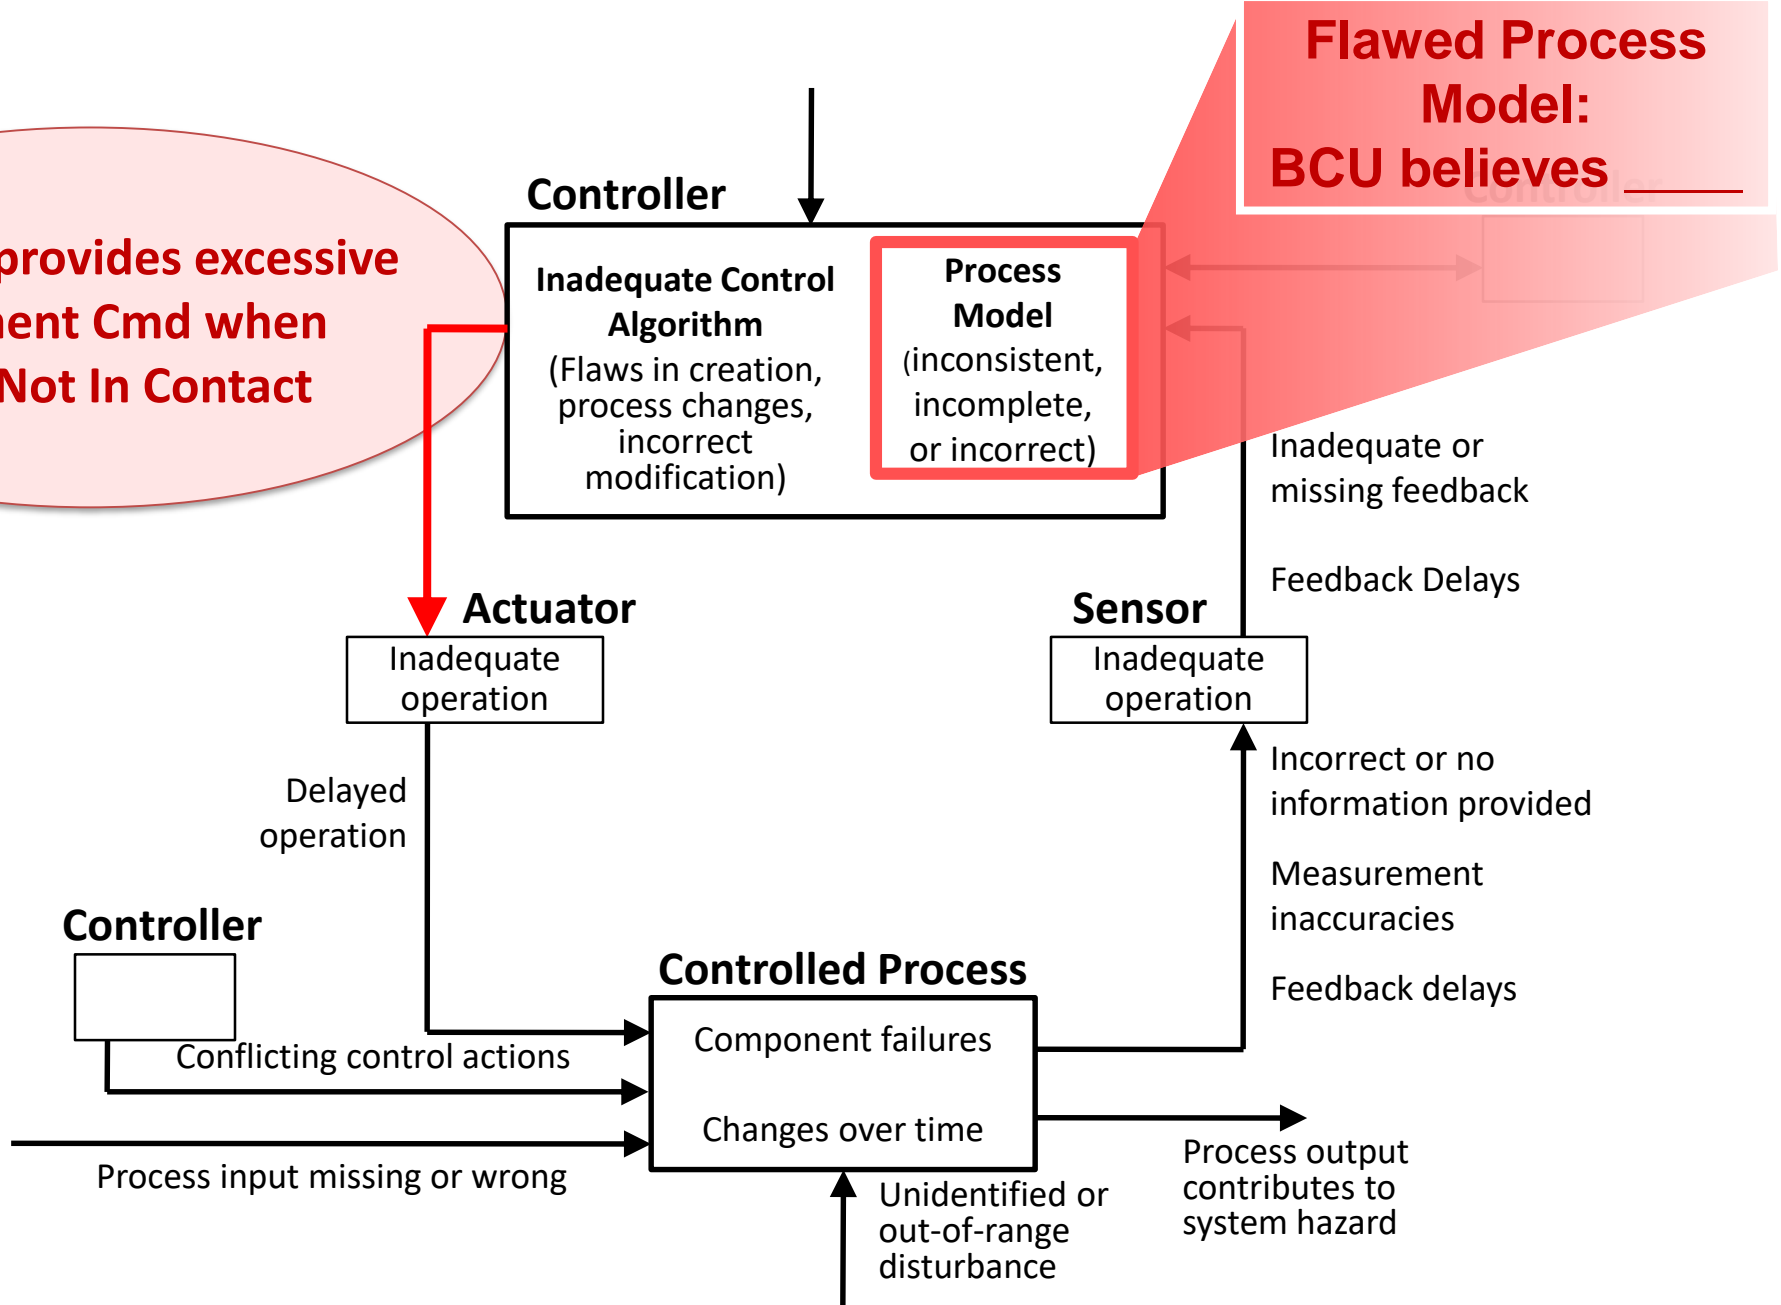 Flawed Process
Model:
BCU believes ____
Controller
Controller
provides excessive
ent Cmd when
Not In Contact
Inadequate Control
Algorithm
(Flaws in creation,
process changes,
incorrect
modification)
Process
Model
(inconsistent,
incomplete,
or incorrect)
Inadequate or
missing feedback
Feedback Delays
Actuator
Inadequate
operation
Sensor
Inadequate
operation
Delayed
operation
Incorrect or no
information provided
Measurement
inaccuracies
Feedback delays
Controller
Conflicting control actions
Controlled Process
Component failures
Changes over time
Process input missing or wrong
Unidentified or
out-of-range
disturbance
Process output
contributes to
system hazard